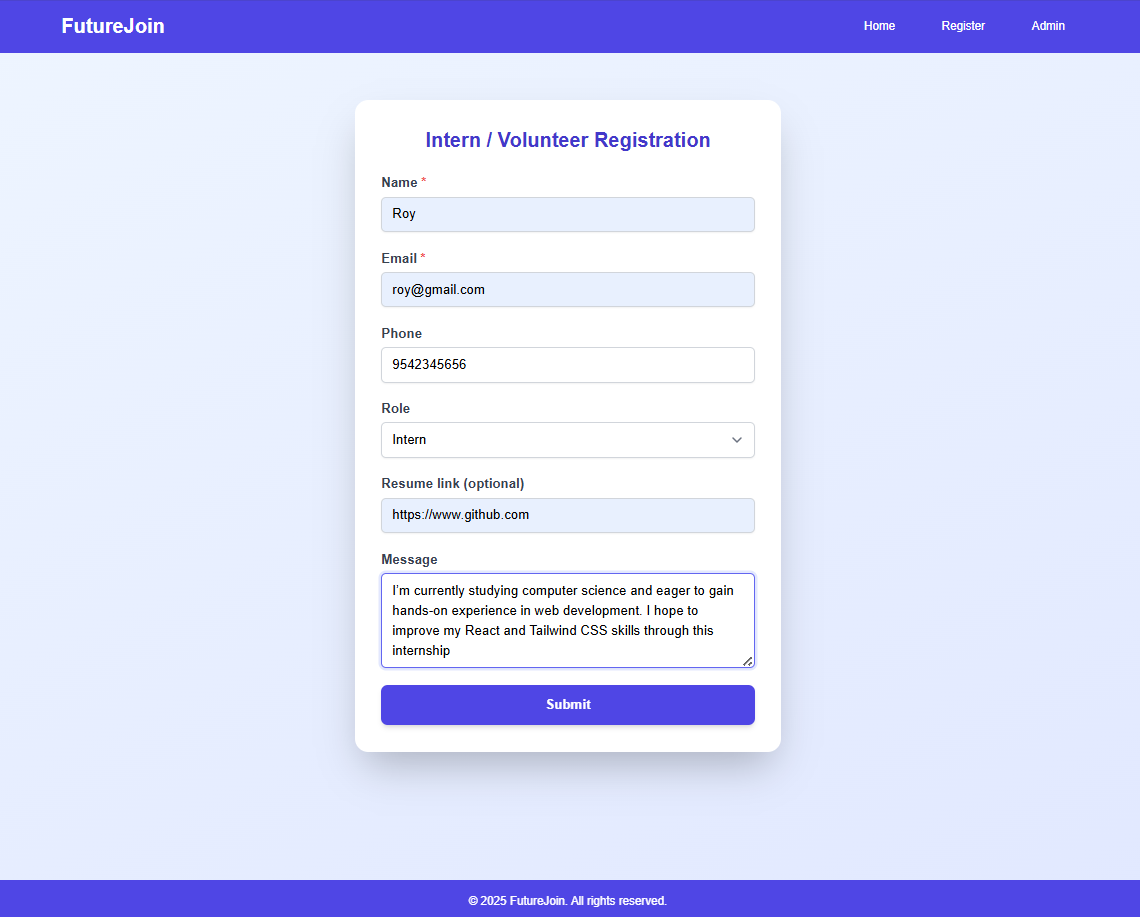 FutureJoin
Home Register Admin
Intern / Volunteer Registration
Name *
Roy
Email *
roy@gmail.com
Phone
9542345656
Role
Intern
Resume link (optional)
https://www.github.com
Message
I'm currently studying computer science and eager to gain
hands-on experience in web development. I hope to
improve my React and Tailwind CSS skills through this
internship
Submit
© 2025 FutureJoin. All rights reserved.